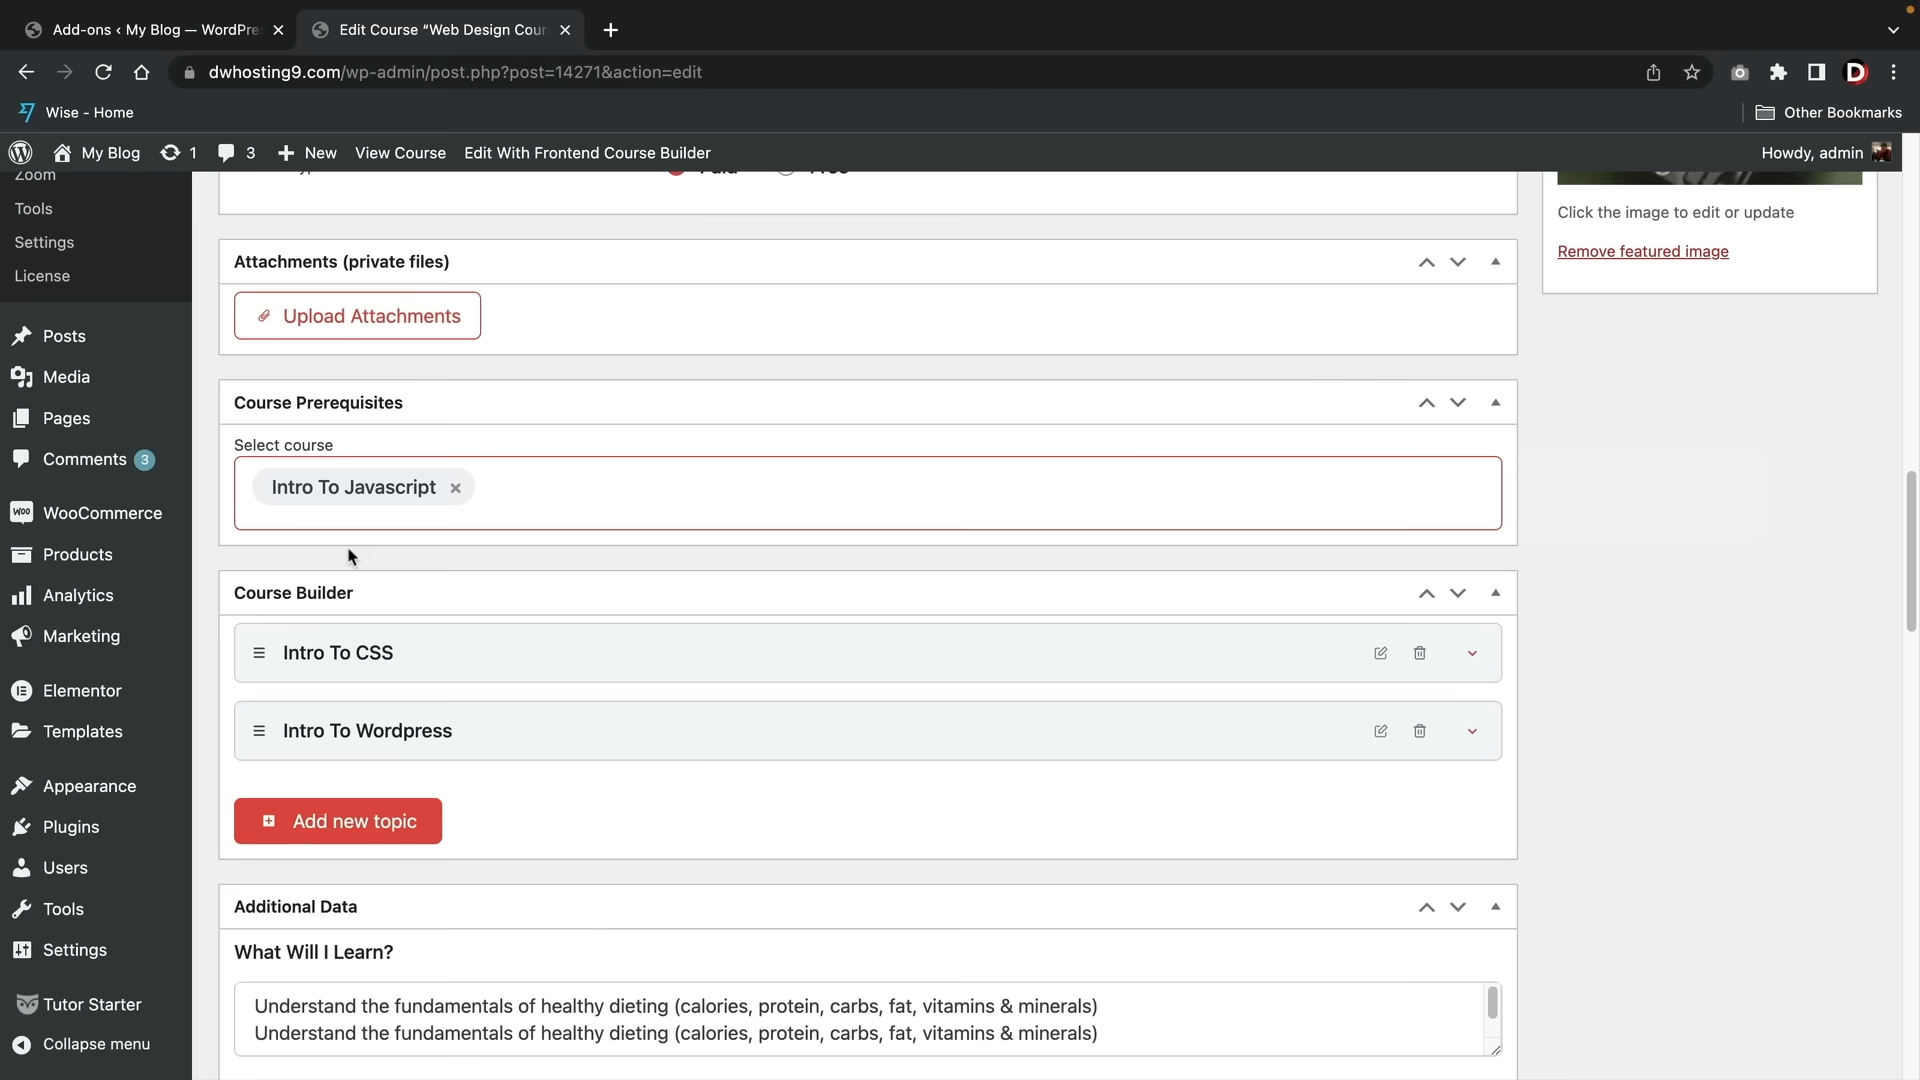 Add-ons ‹ My Blog — WordPre
Edit Course “Web Design Cour
dwhosting9.com/wp-admin/post.php?post=14271&action=edit
Wise - Home
Other Bookmarks
My Blog
1
3
New
View Course
Edit With Frontend Course Builder
Howdy, admin
Zoom
Tools
Settings
License
Posts
Media
Pages
Comments 3
WooCommerce
Products
Analytics
Marketing
Elementor
Templates
Appearance
Plugins
Users
Tools
Settings
Tutor Starter
Collapse menu
Attachments (private files)
Upload Attachments
Course Prerequisites
Select course
Intro To Javascript ×
Course Builder
Intro To CSS
Intro To Wordpress
Add new topic
Additional Data
What Will I Learn?
Understand the fundamentals of healthy dieting (calories, protein, carbs, fat, vitamins & minerals)
Understand the fundamentals of healthy dieting (calories, protein, carbs, fat, vitamins & minerals)
Click the image to edit or update
Remove featured image